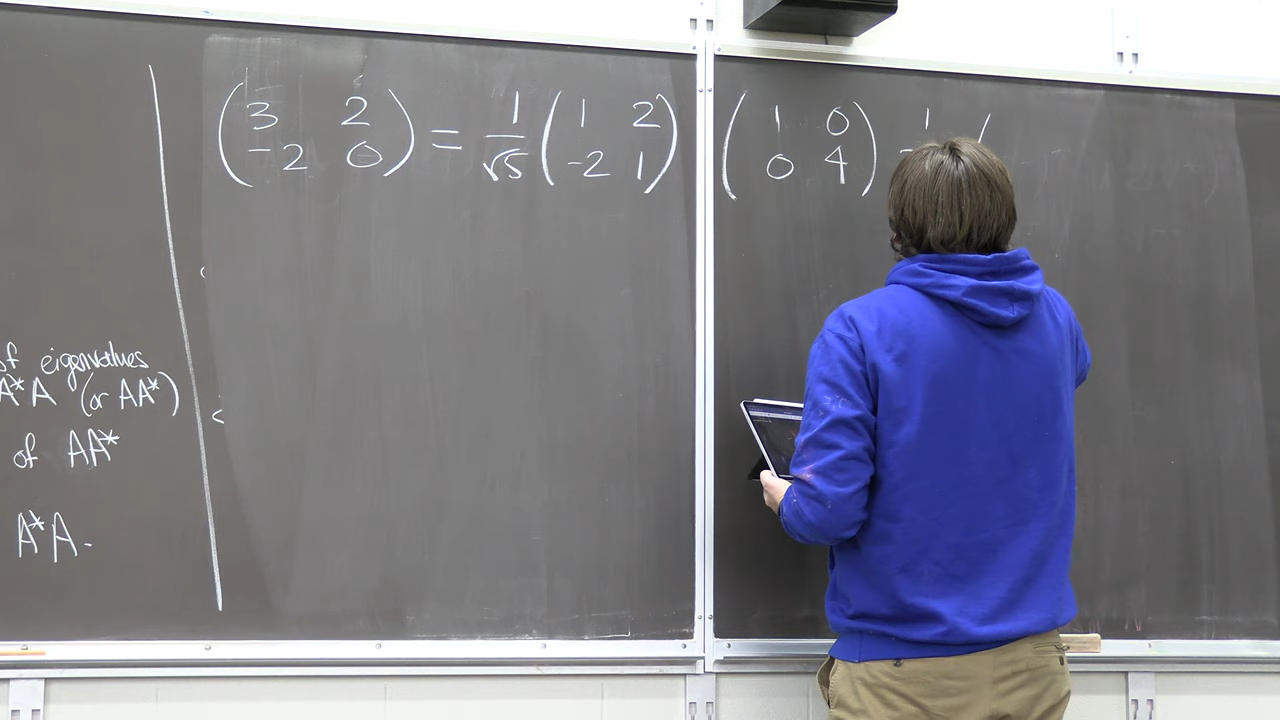 ( 3 2 ) = 1 ( 1 2 ) ( 1 0 ) 1 (
( -2 0 ) √5 ( -2 1 ) ( 0 4 )
of eigenvalues
A*A (or AA*)
of AA*
A*A.